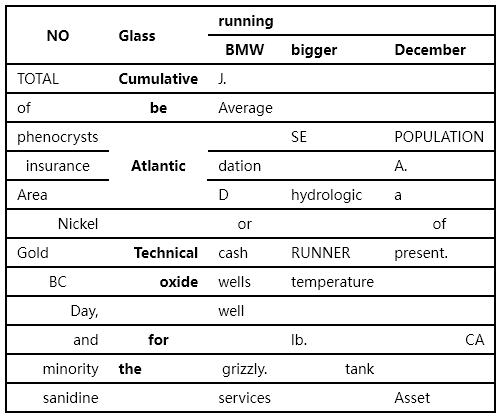 NO Glass running
BMW bigger December
TOTAL Cumulative J.
of be Average
phenocrysts SE POPULATION
insurance Atlantic dation A.
Area D hydrologic a
Nickel or of
Gold Technical cash RUNNER present.
BC oxide wells temperature
Day, well
and for lb. CA
minority the grizzly. tank
sanidine services Asset